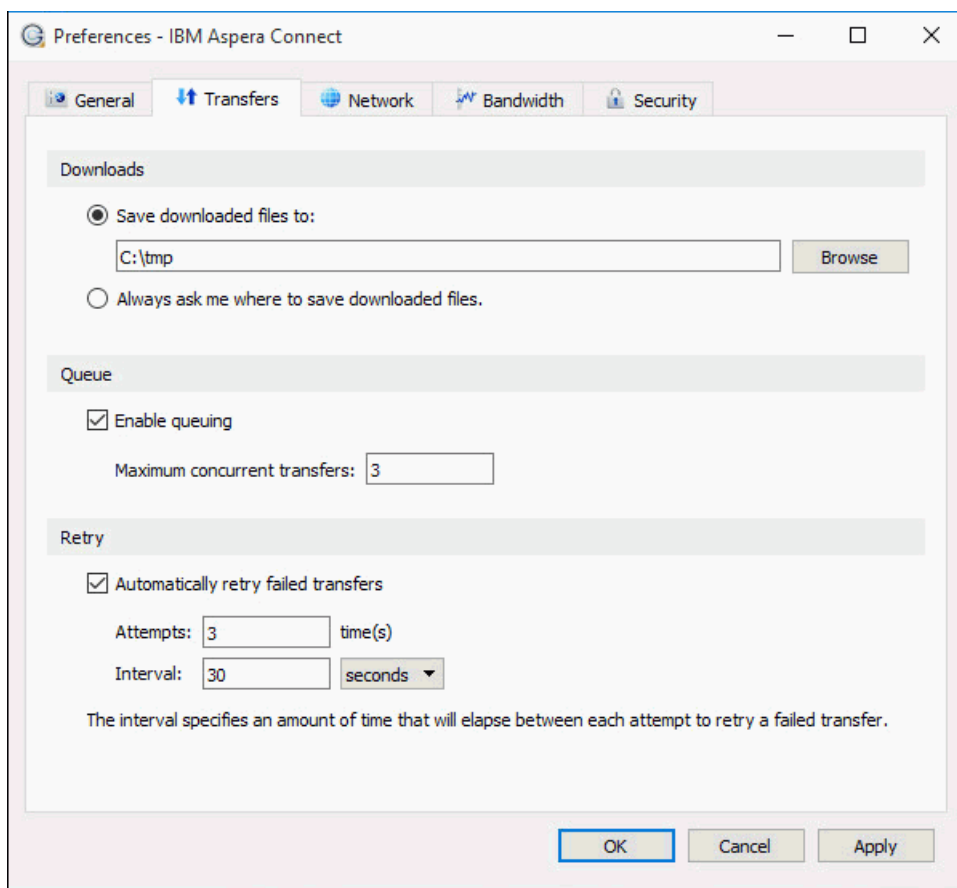 Preferences - IBM Aspera Connect
General Transfers Network Bandwidth Security
Downloads
Save downloaded files to:
C:\tmp Browse
Always ask me where to save downloaded files.
Queue
Enable queuing
Maximum concurrent transfers: 3
Retry
Automatically retry failed transfers
Attempts: 3 time(s)
Interval: 30 seconds
The interval specifies an amount of time that will elapse between each attempt to retry a failed transfer.
OK Cancel Apply